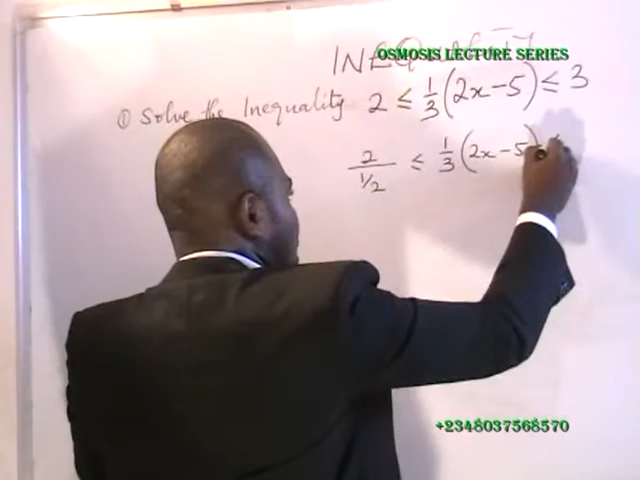 OSMOSIS LECTURE SERIES
① Solve the Inequality 2 ≤ 1/3 (2x − 5) ≤ 3
2/(1/2) ≤ 1/3 (2x − 5)
+2348037568570